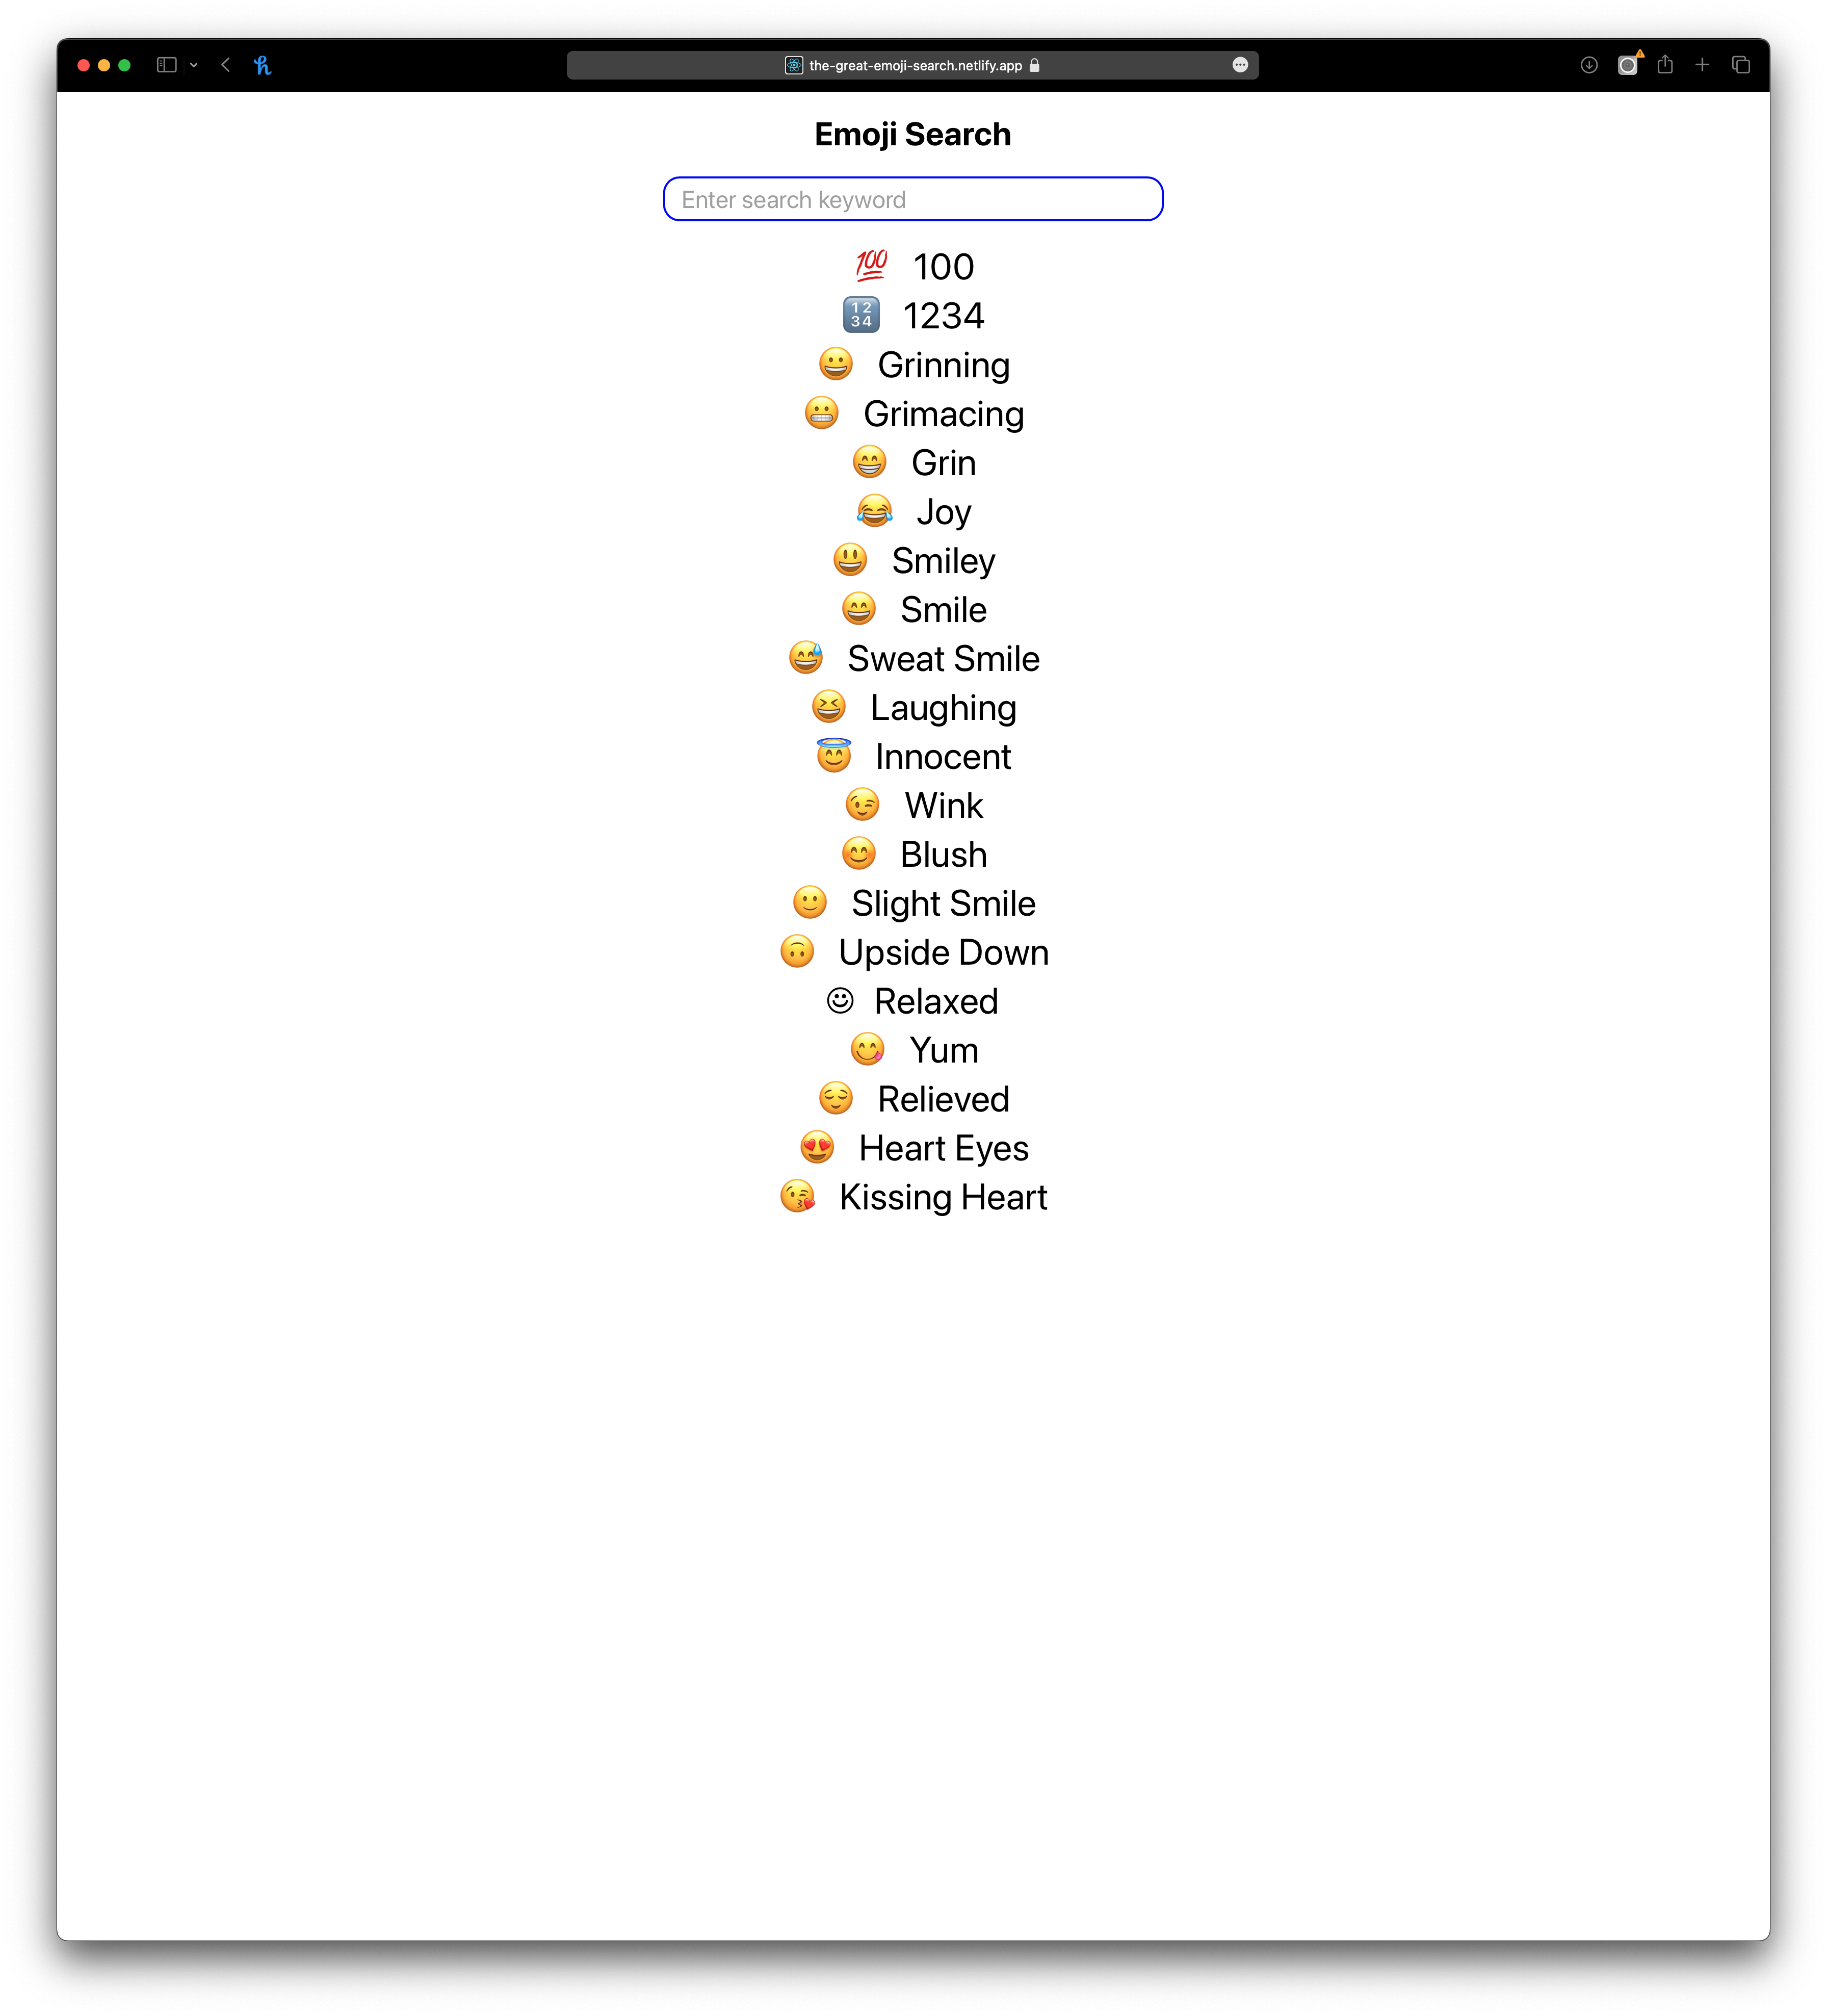 the-great-emoji-search.netlify.app
Emoji Search
Enter search keyword
💯 100
🔢 1234
😀 Grinning
😬 Grimacing
😁 Grin
😂 Joy
😃 Smiley
😄 Smile
😅 Sweat Smile
😆 Laughing
😇 Innocent
😉 Wink
😊 Blush
🙂 Slight Smile
🙃 Upside Down
☺ Relaxed
😋 Yum
😌 Relieved
😍 Heart Eyes
😘 Kissing Heart